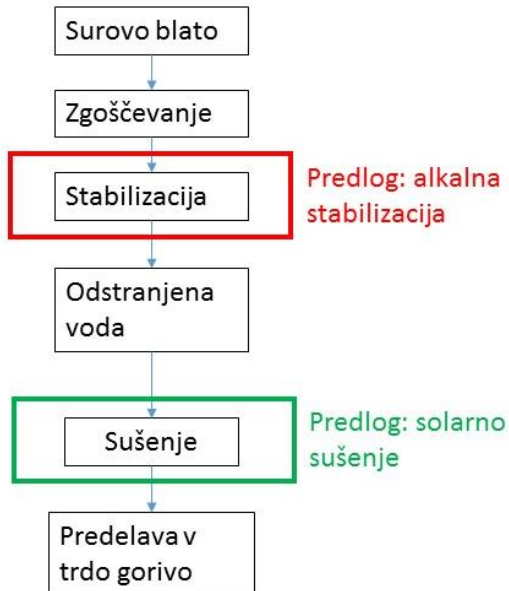 Surovo blato
Zgoščevanje
Stabilizacija
Predlog: alkalna
stabilizacija
Odstranjena
voda
Sušenje
Predlog: solarno
sušenje
Predelava v
trdo gorivo